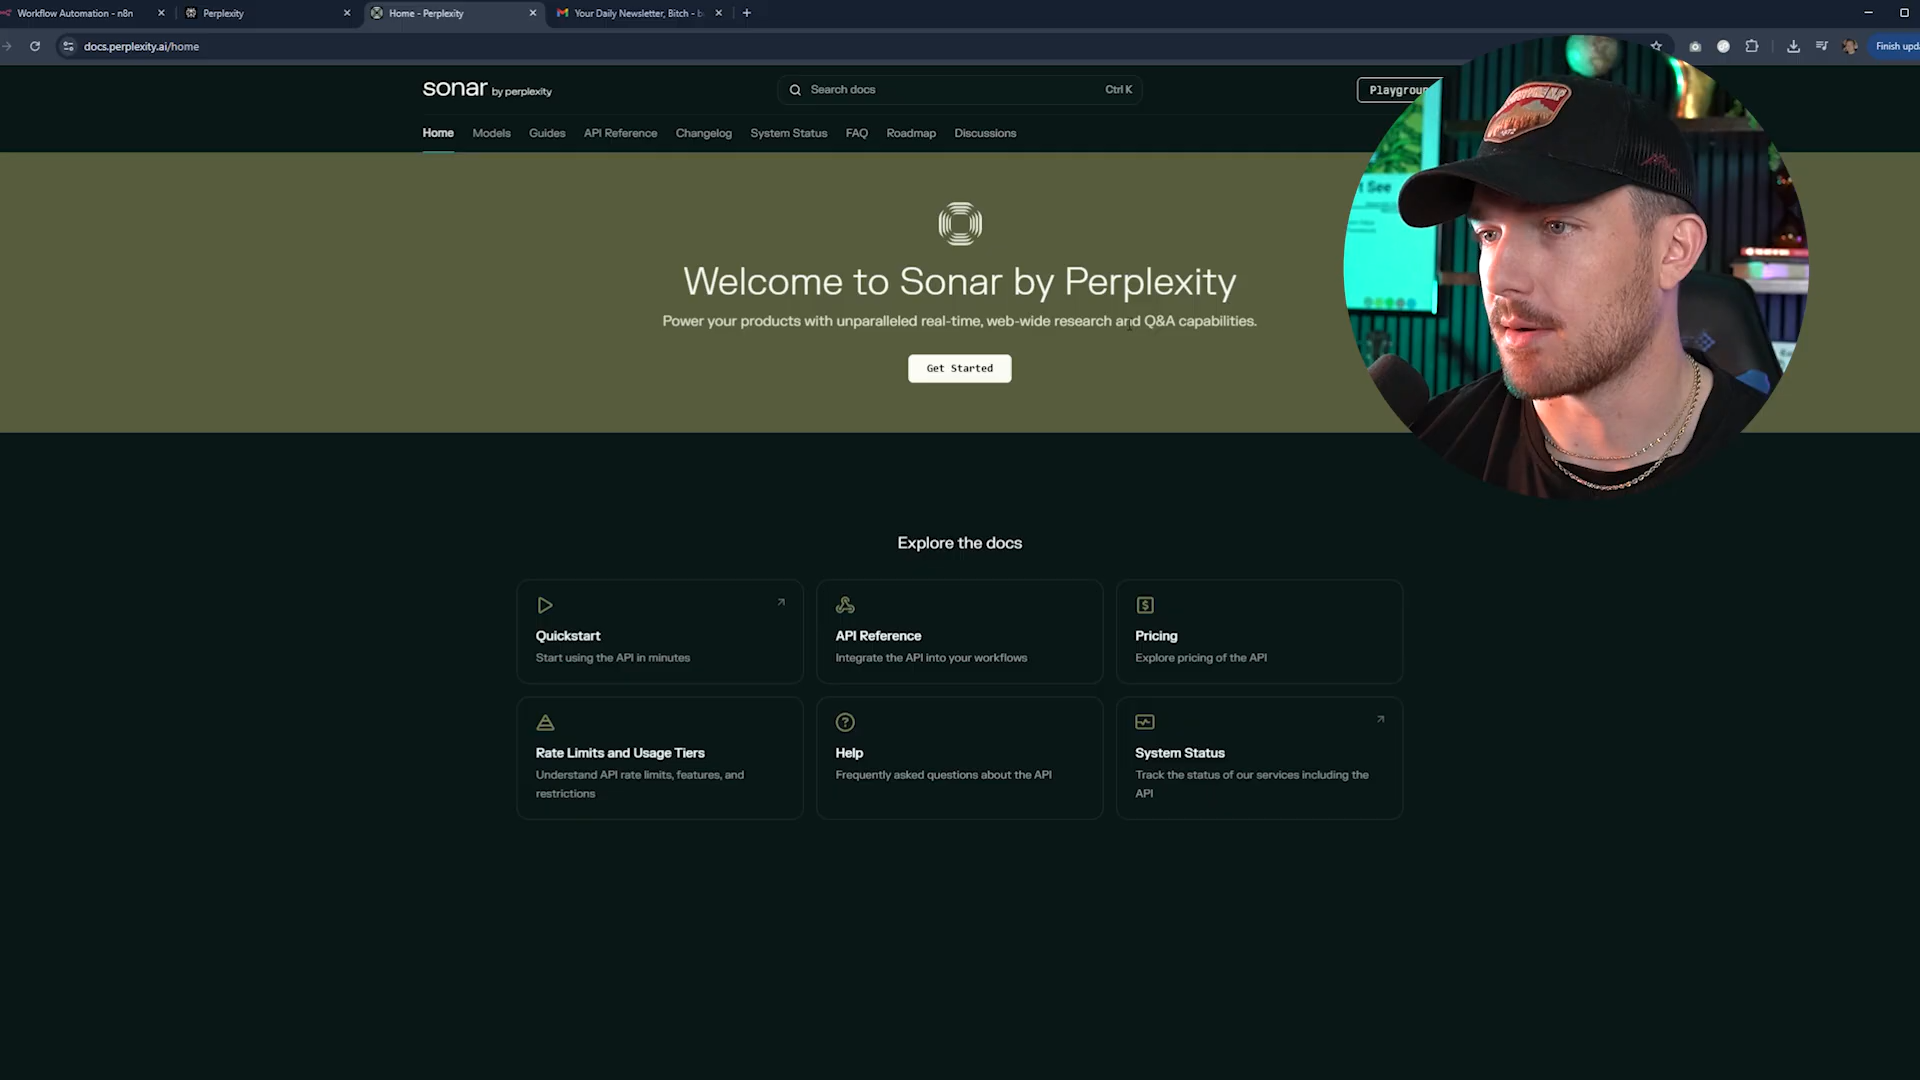 Workflow Automation - n8n
Perplexity
Home - Perplexity
Your Daily Newsletter, Bitch - b
docs.perplexity.ai/home
Finish upda
sonar by perplexity
Search docs
Ctrl K
Playgroun
Home Models Guides API Reference Changelog System Status FAQ Roadmap Discussions
t See
Welcome to Sonar by Perplexity
Power your products with unparalleled real-time, web-wide research and Q&A capabilities.
Get Started
Explore the docs
Quickstart
Start using the API in minutes
API Reference
Integrate the API into your workflows
Pricing
Explore pricing of the API
Rate Limits and Usage Tiers
Understand API rate limits, features, and
restrictions
Help
Frequently asked questions about the API
System Status
Track the status of our services including the
API